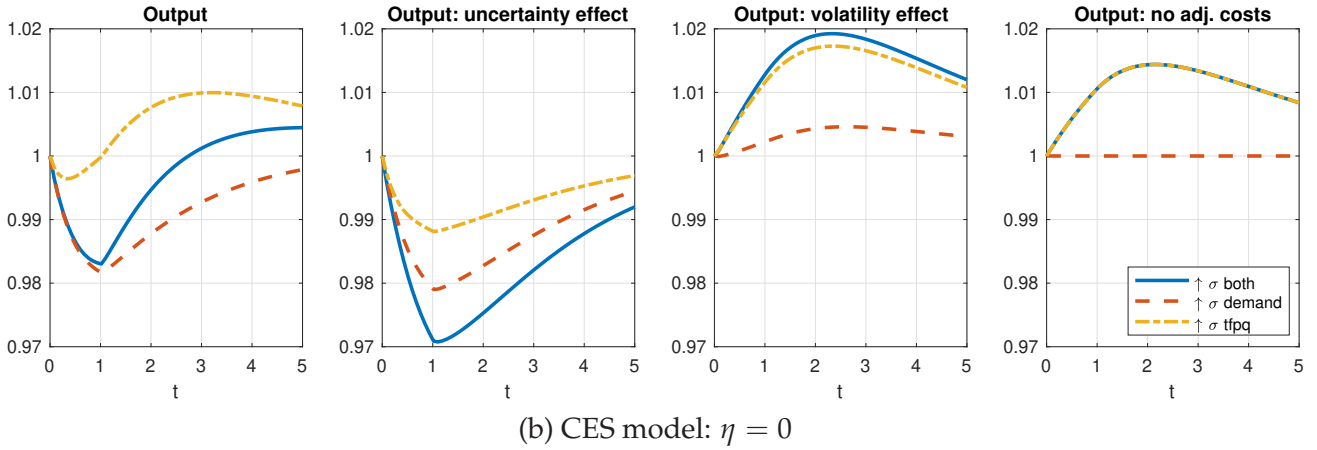 Output
1.02
1.01
1
0.99
0.98
0.97
0 1 2 3 4 5
t
Output: uncertainty effect
1.02
1.01
1
0.99
0.98
0.97
0 1 2 3 4 5
t
Output: volatility effect
1.02
1.01
1
0.99
0.98
0.97
0 1 2 3 4 5
t
Output: no adj. costs
1.02
1.01
1
0.99
0.98
0.97
0 1 2 3 4 5
t
↑ σ both
↑ σ demand
↑ σ tfpq
(b) CES model: η = 0